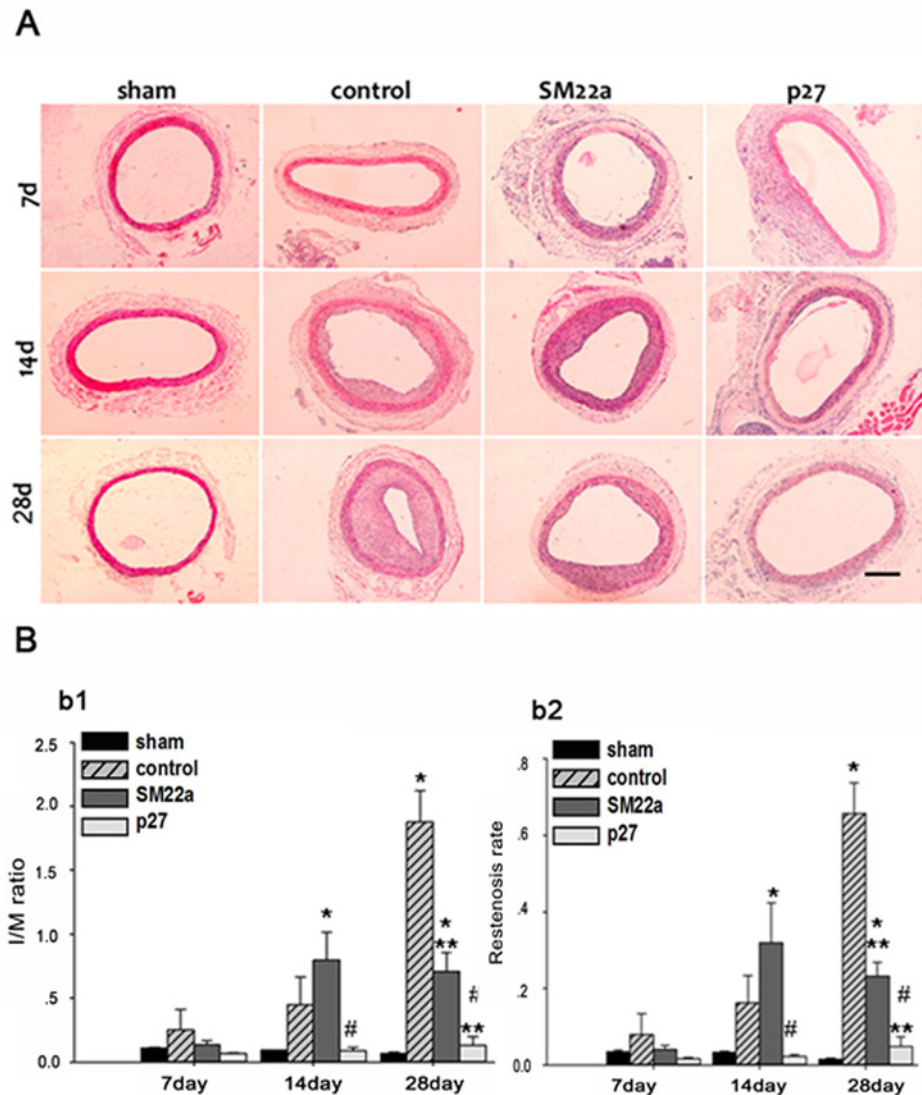 A
sham control SM22a p27
7d
14d
28d
B
b1
sham
control
SM22a
p27
I/M ratio
2.5
2.0
1.5
1.0
.5
0.0
*
*
*
**
#
#
**
7day 14day 28day
b2
sham
control
SM22a
p27
Restenosis rate
.8
.6
.4
.2
0.0
*
*
*
**
#
#
**
7day 14day 28day